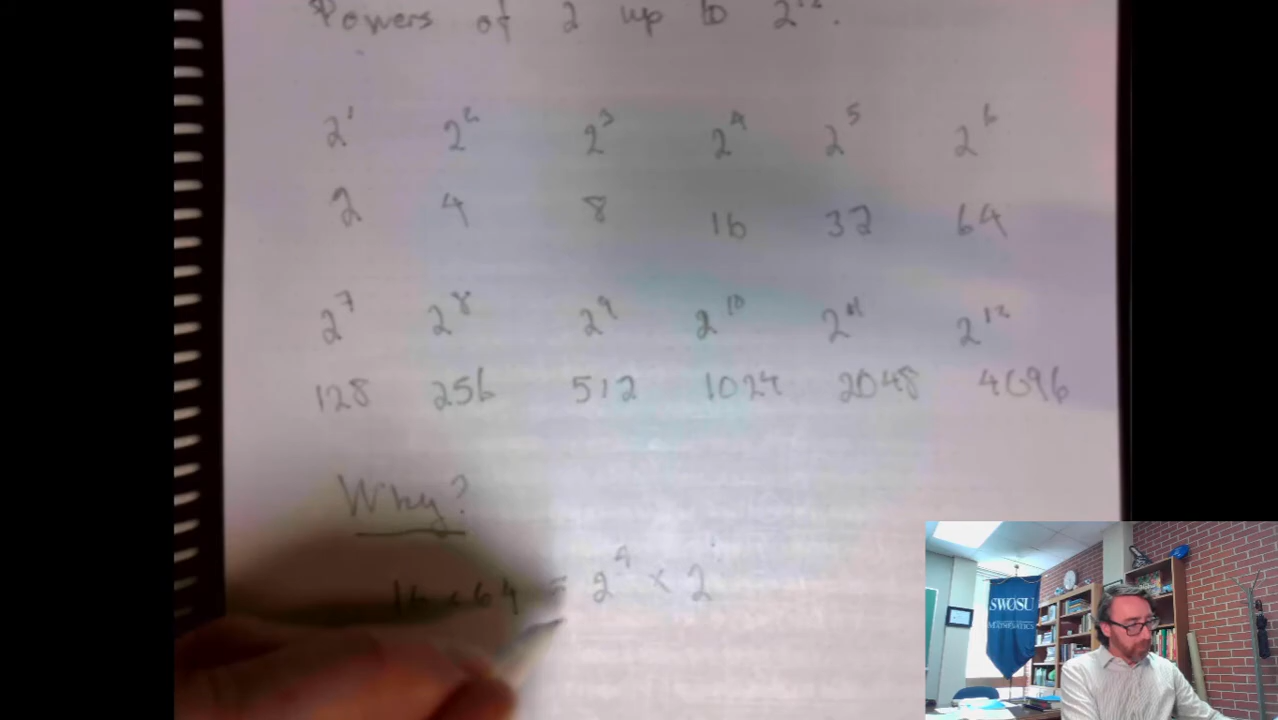 Powers of 2 up to 2¹².
2¹ 2² 2³ 2⁴ 2⁵ 2⁶
2 4 8 16 32 64
2⁷ 2⁸ 2⁹ 2¹⁰ 2¹¹ 2¹²
128 256 512 1024 2048 4096
Why?
16 × 64 = 2⁴ × 2
SWOSU
MATHEMATICS